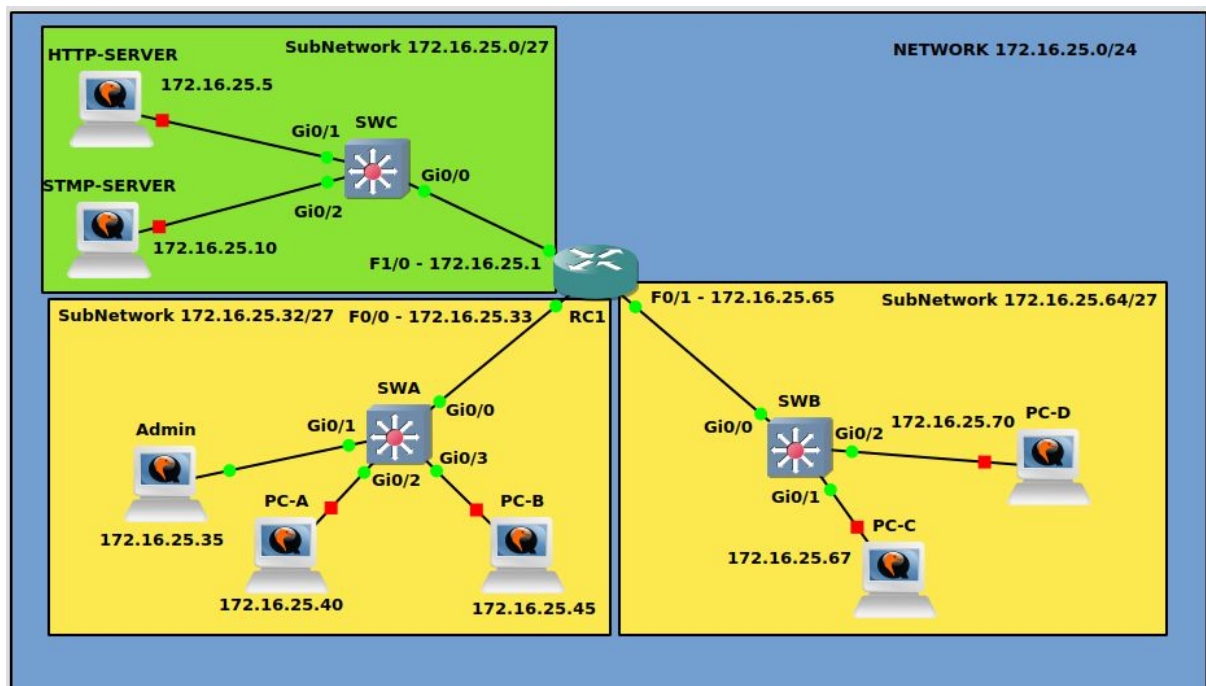 SubNetwork 172.16.25.0/27
NETWORK 172.16.25.0/24
HTTP-SERVER
172.16.25.5
SWC
Gi0/1
Gi0/0
STMP-SERVER
Gi0/2
172.16.25.10
F1/0 - 172.16.25.1
F0/1 - 172.16.25.65
SubNetwork 172.16.25.64/27
SubNetwork 172.16.25.32/27
F0/0 - 172.16.25.33
RC1
SWA
Gi0/0
Admin
Gi0/1
Gi0/3
Gi0/2
PC-A
PC-B
172.16.25.35
172.16.25.40
172.16.25.45
SWB
PC-D
172.16.25.70
Gi0/0
Gi0/2
Gi0/1
PC-C
172.16.25.67